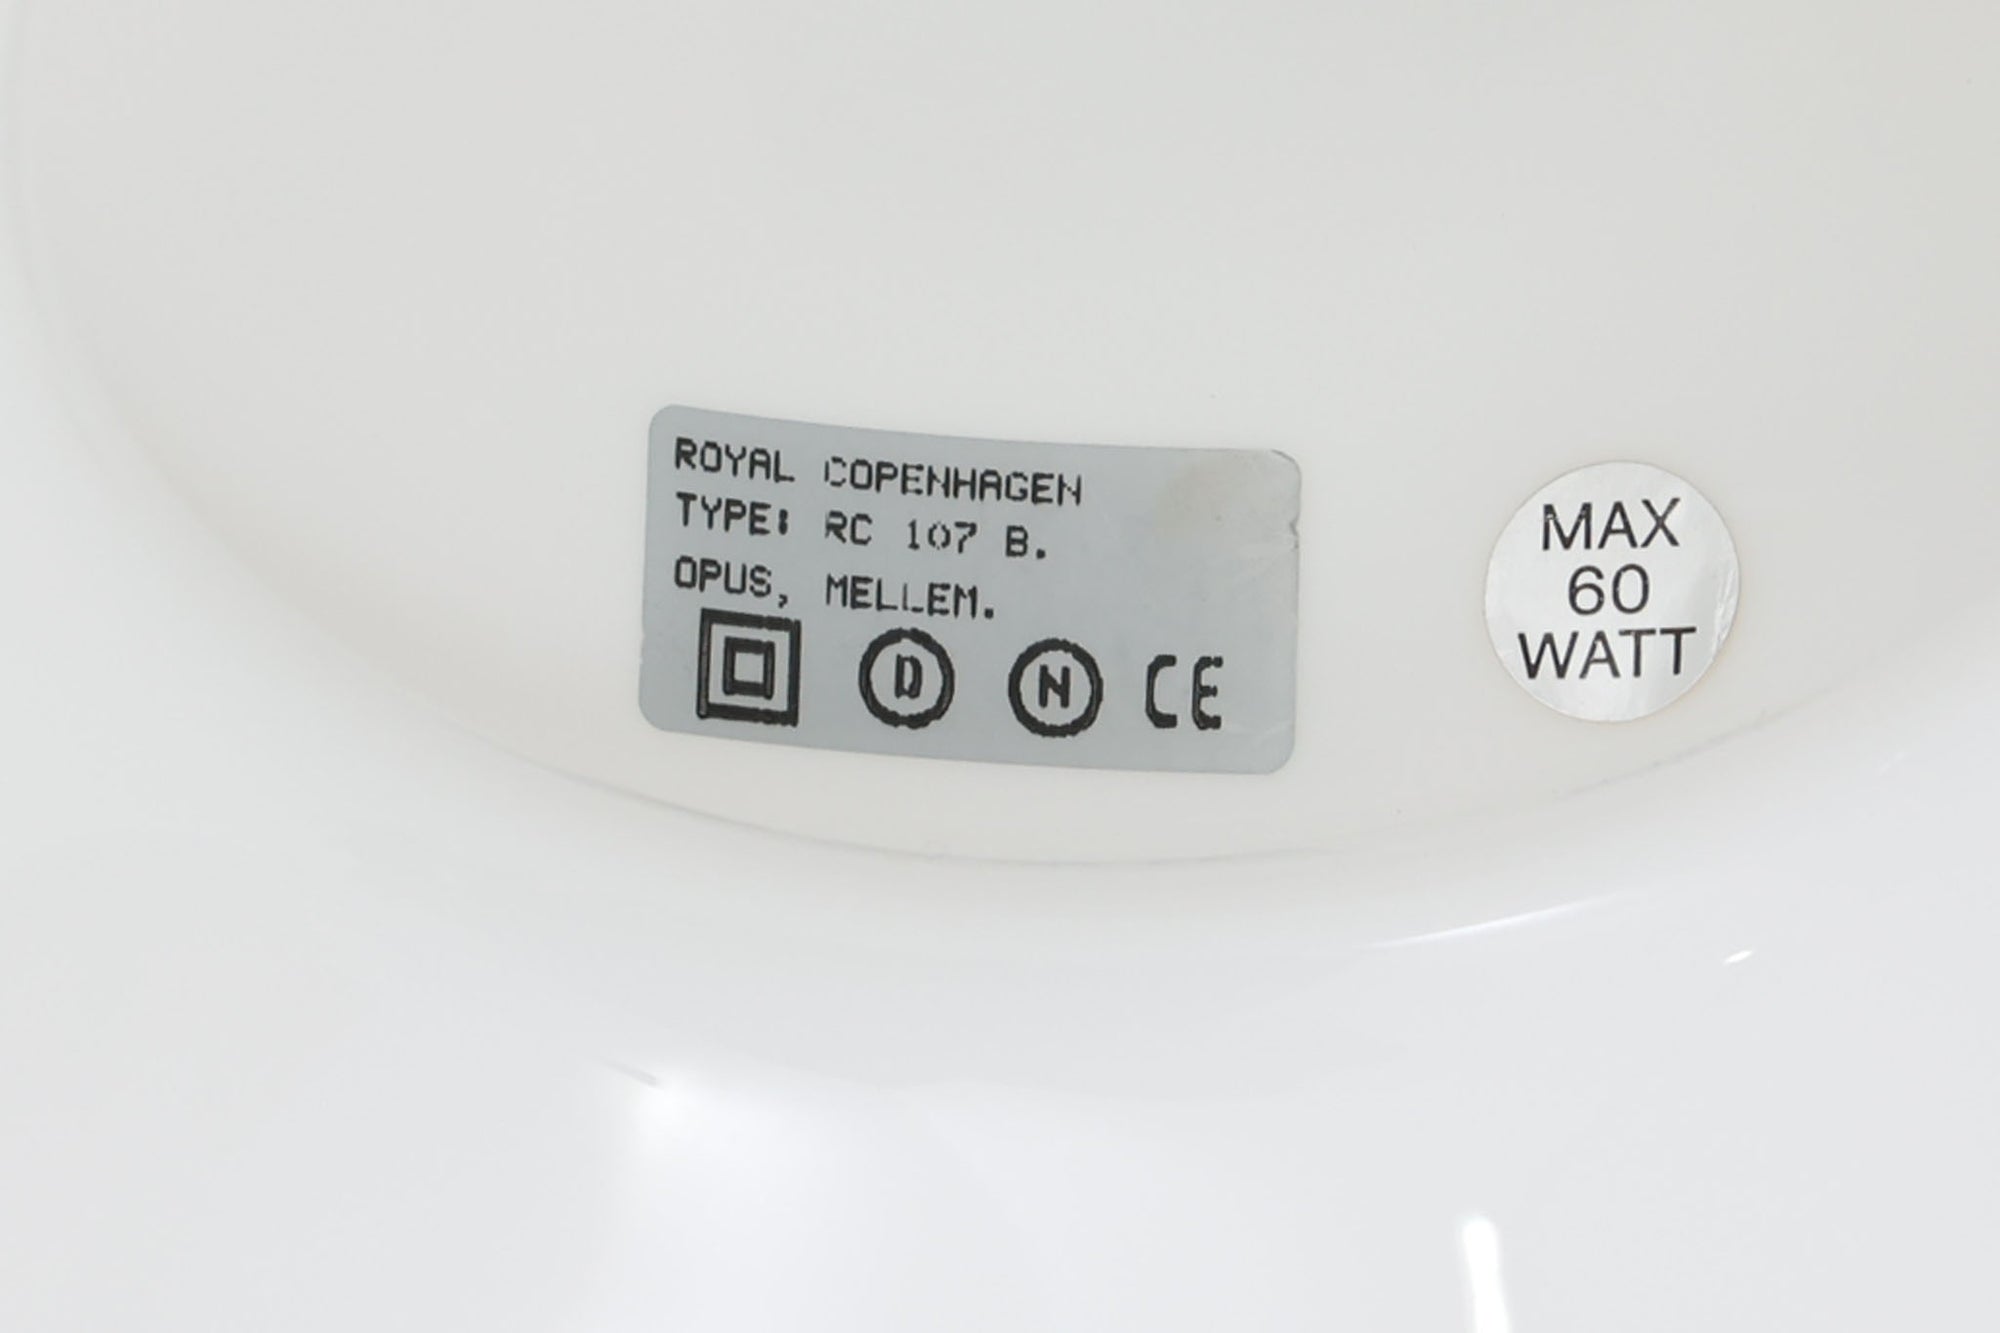 ROYAL COPENHAGEN
TYPE: RC 107 B.
OPUS, MELLEM.
D N CE
MAX
60
WATT